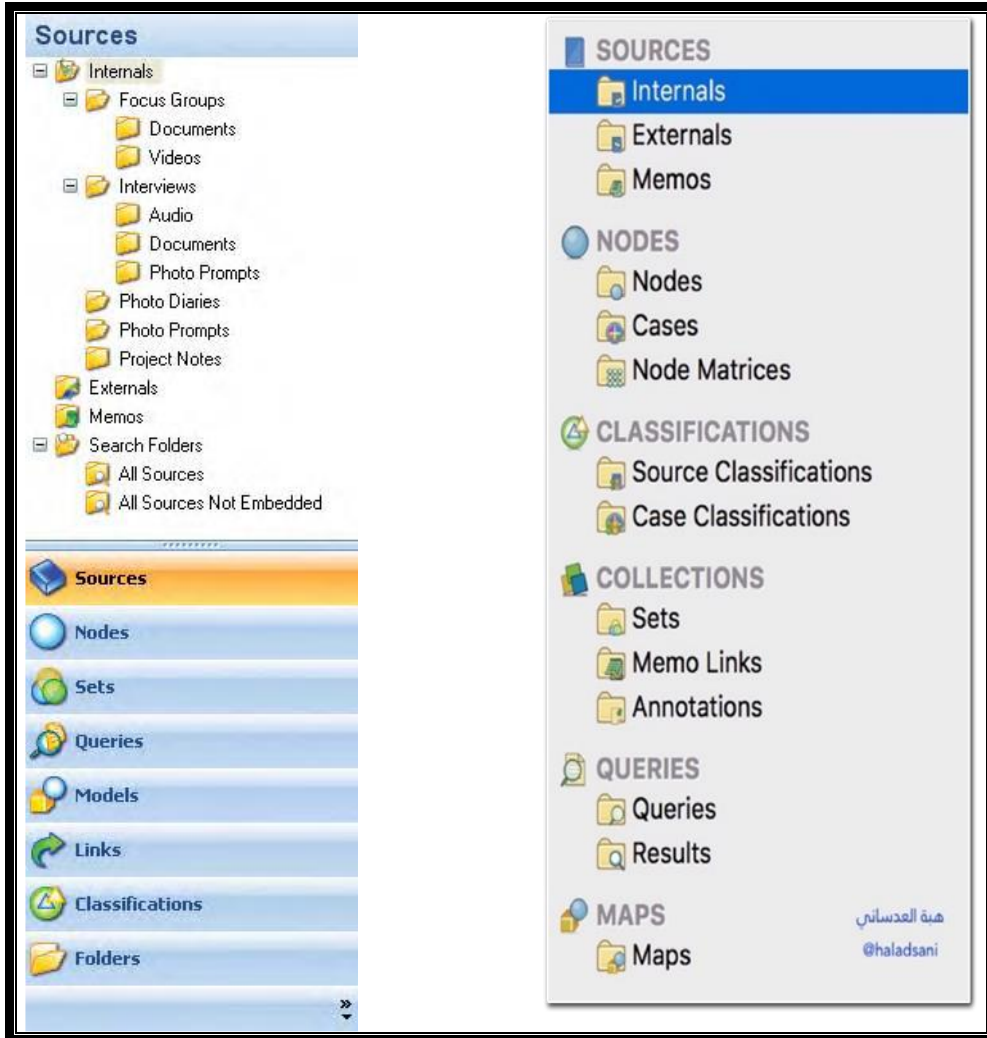 Sources
Internals
Focus Groups
Documents
Videos
Interviews
Audio
Documents
Photo Prompts
Photo Diaries
Photo Prompts
Project Notes
Externals
Memos
Search Folders
All Sources
All Sources Not Embedded
Sources
Nodes
Sets
Queries
Models
Links
Classifications
Folders
SOURCES
Internals
Externals
Memos
NODES
Nodes
Cases
Node Matrices
CLASSIFICATIONS
Source Classifications
Case Classifications
COLLECTIONS
Sets
Memo Links
Annotations
QUERIES
Queries
Results
MAPS
Maps
هبة العدساني
@haladsani